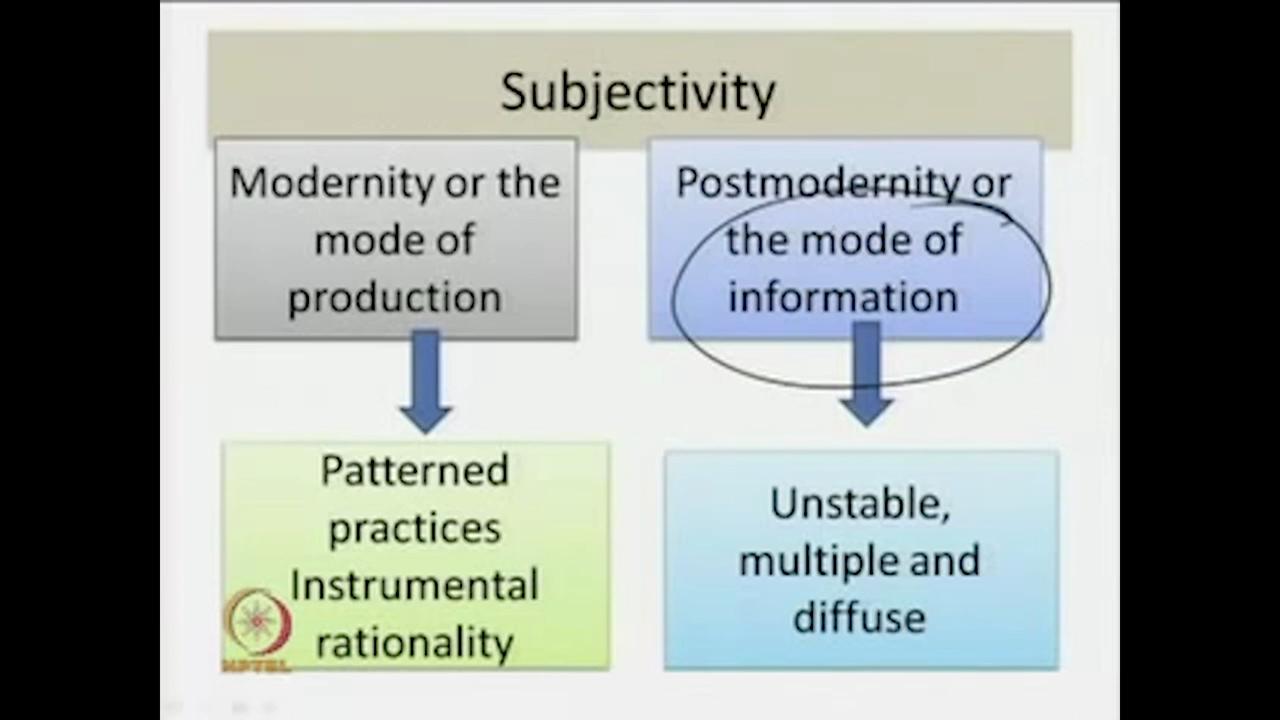 Subjectivity
Modernity or the
mode of
production
Postmodernity or
the mode of
information
Patterned
practices
Instrumental
rationality
Unstable,
multiple and
diffuse
NPTEL